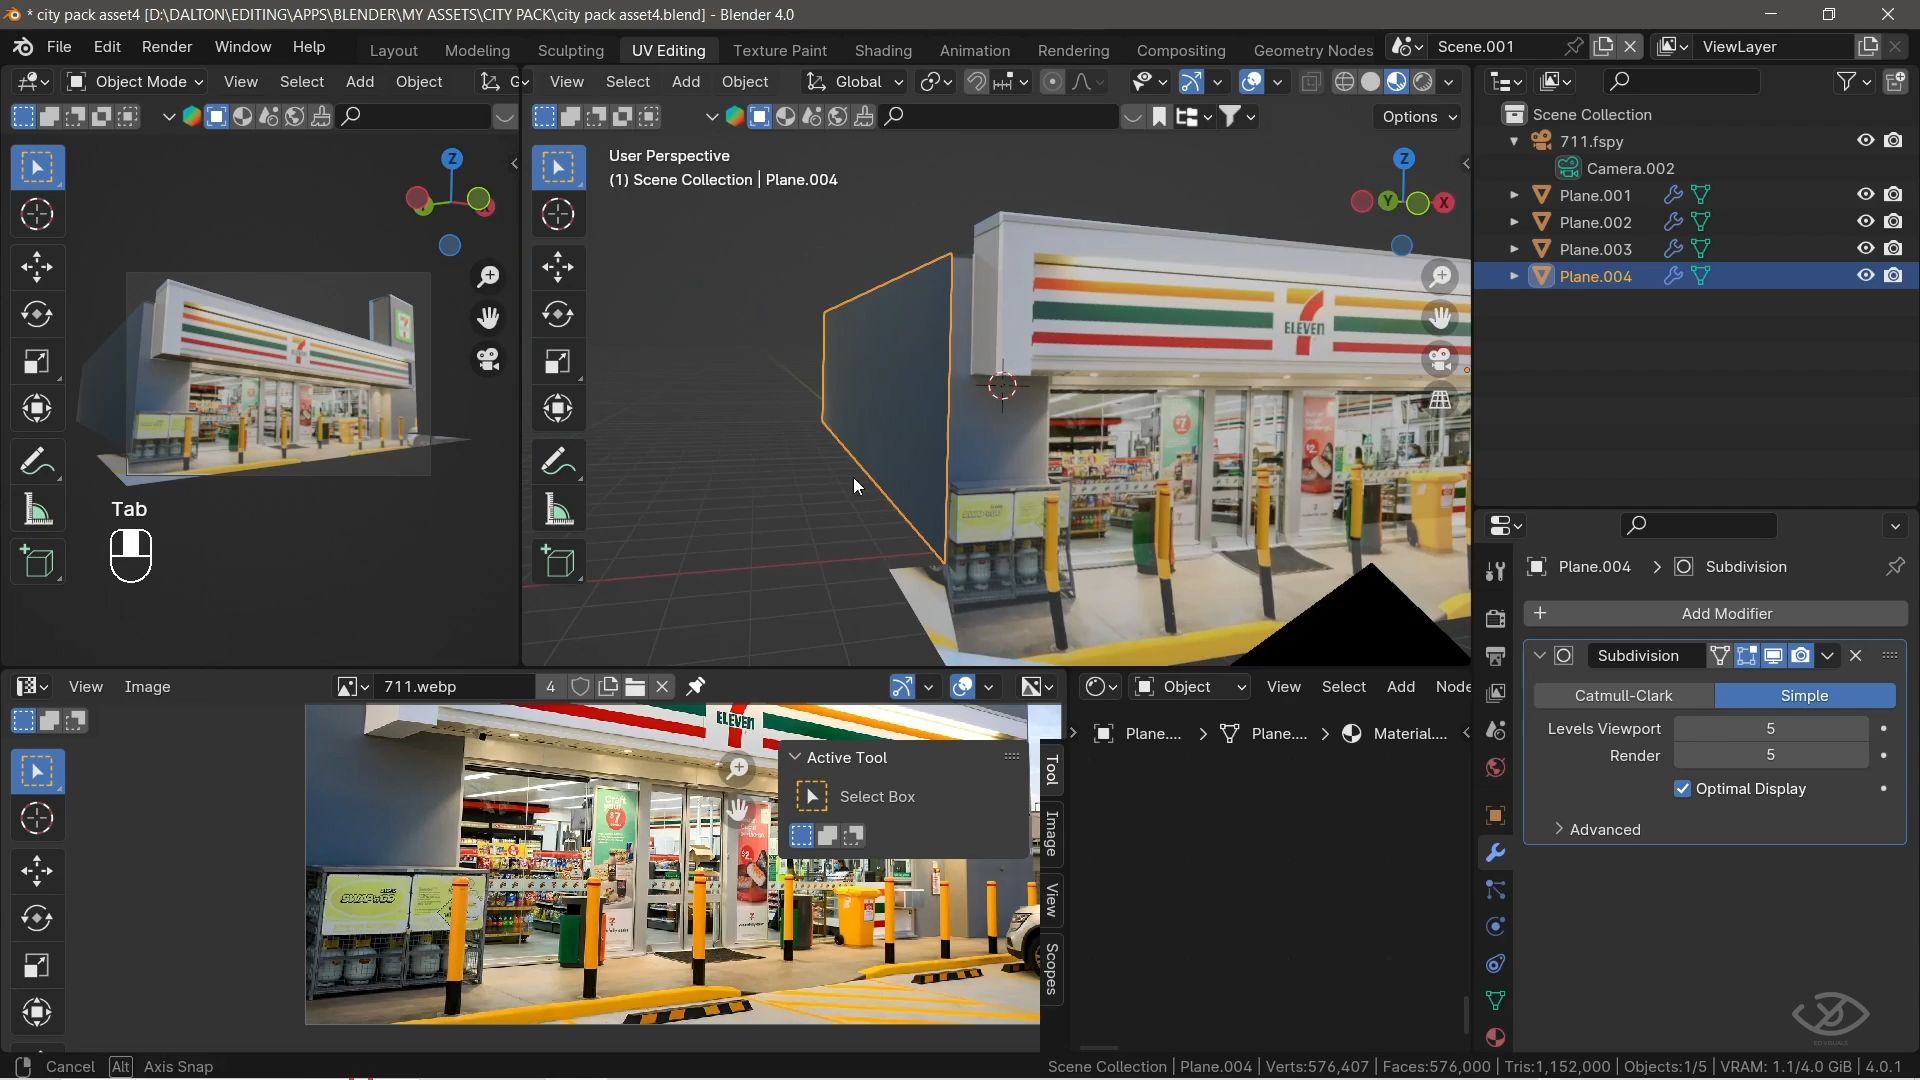 * city pack asset4 [D:\DALTON\EDITING\APPS\BLENDER\MY ASSETS\CITY PACK\city pack asset4.blend] - Blender 4.0
File Edit Render Window Help
Layout Modeling Sculpting UV Editing Texture Paint Shading Animation Rendering Compositing Geometry Nodes
Scene.001
ViewLayer
Object Mode View Select Add Object
View Select Add Object Global
Options
User Perspective
(1) Scene Collection | Plane.004
Z
Z
Y
X
ELEVEN
Tab
Scene Collection
711.fspy
Camera.002
Plane.001
Plane.002
Plane.003
Plane.004
Plane.004 > Subdivision
+ Add Modifier
Subdivision
Catmull-Clark Simple
Levels Viewport 5
Render 5
Optimal Display
Advanced
View Image 711.webp 4
Object View Select Add Node
Plane.... > Plane.... > Material....
Active Tool
Select Box
Tool
Image
View
Scopes
ELEVEN
SWAP
$7
$2
Cancel Alt Axis Snap
Scene Collection | Plane.004 | Verts:576,407 | Faces:576,000 | Tris:1,152,000 | Objects:1/5 | VRAM: 1.1/4.0 GiB | 4.0.1